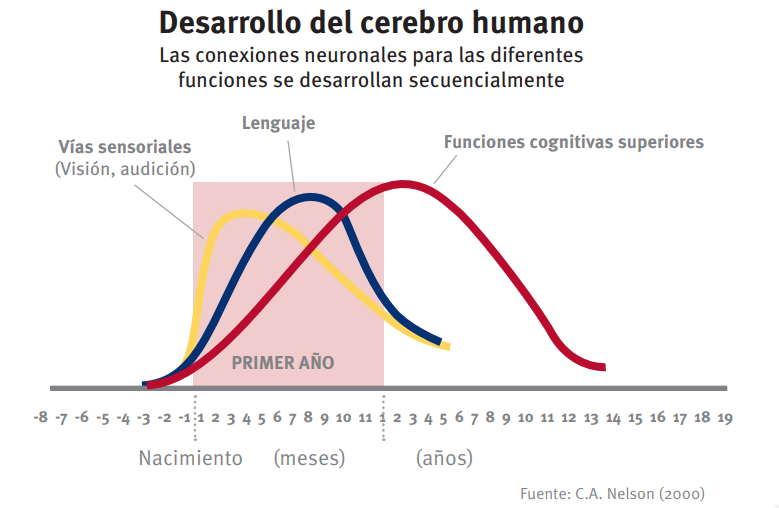 Desarrollo del cerebro humano
Las conexiones neuronales para las diferentes
funciones se desarrollan secuencialmente
Lenguaje
Vías sensoriales
(Visión, audición)
Funciones cognitivas superiores
PRIMER AÑO
-8 -7 -6 -5 -4 -3 -2 -1 1 2 3 4 5 6 7 8 9 10 11 1 2 3 4 5 6 7 8 9 10 11 12 13 14 15 16 17 18 19
Nacimiento (meses) (años)
Fuente: C.A. Nelson (2000)